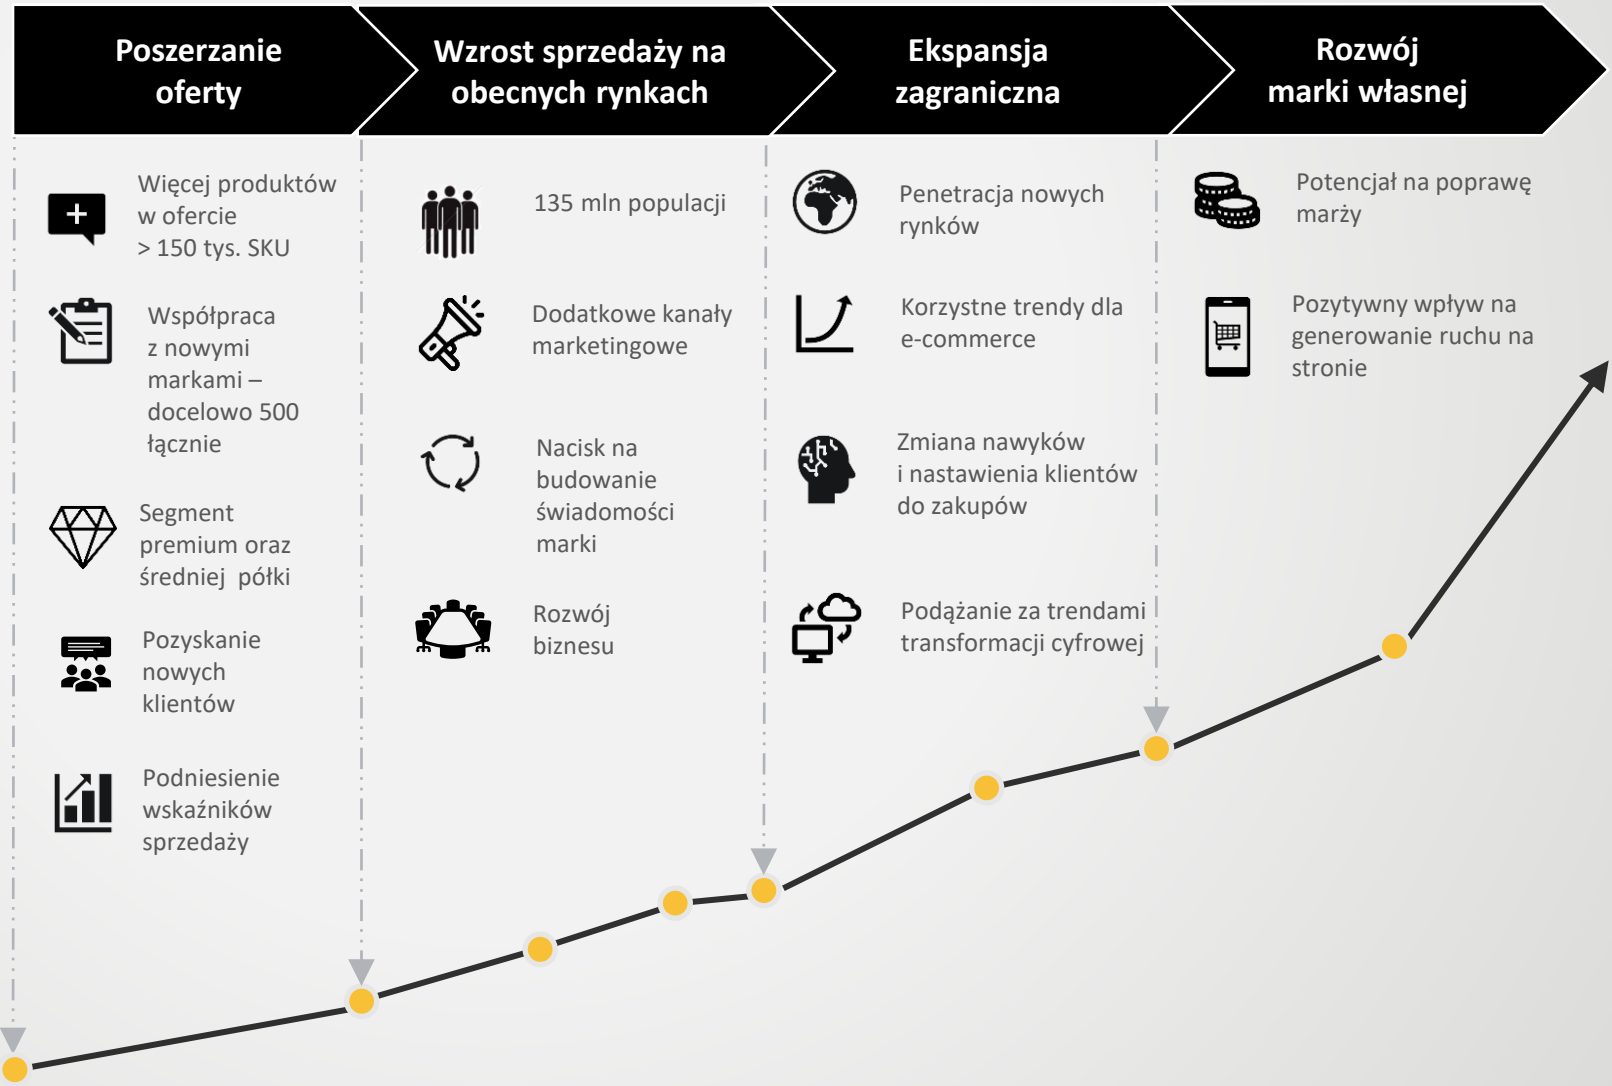 Poszerzanie
oferty
Wzrost sprzedaży na
obecnych rynkach
Ekspansja
zagraniczna
Rozwój
marki własnej
Więcej produktów
w ofercie
> 150 tys. SKU
Współpraca
z nowymi
markami –
docelowo 500
łącznie
Segment
premium oraz
średniej półki
Pozyskanie
nowych
klientów
Podniesienie
wskaźników
sprzedaży
135 mln populacji
Dodatkowe kanały
marketingowe
Nacisk na
budowanie
świadomości
marki
Rozwój
biznesu
Penetracja nowych
rynków
Korzystne trendy dla
e-commerce
Zmiana nawyków
i nastawienia klientów
do zakupów
Podążanie za trendami
transformacji cyfrowej
Potencjał na poprawę
marży
Pozytywny wpływ na
generowanie ruchu na
stronie